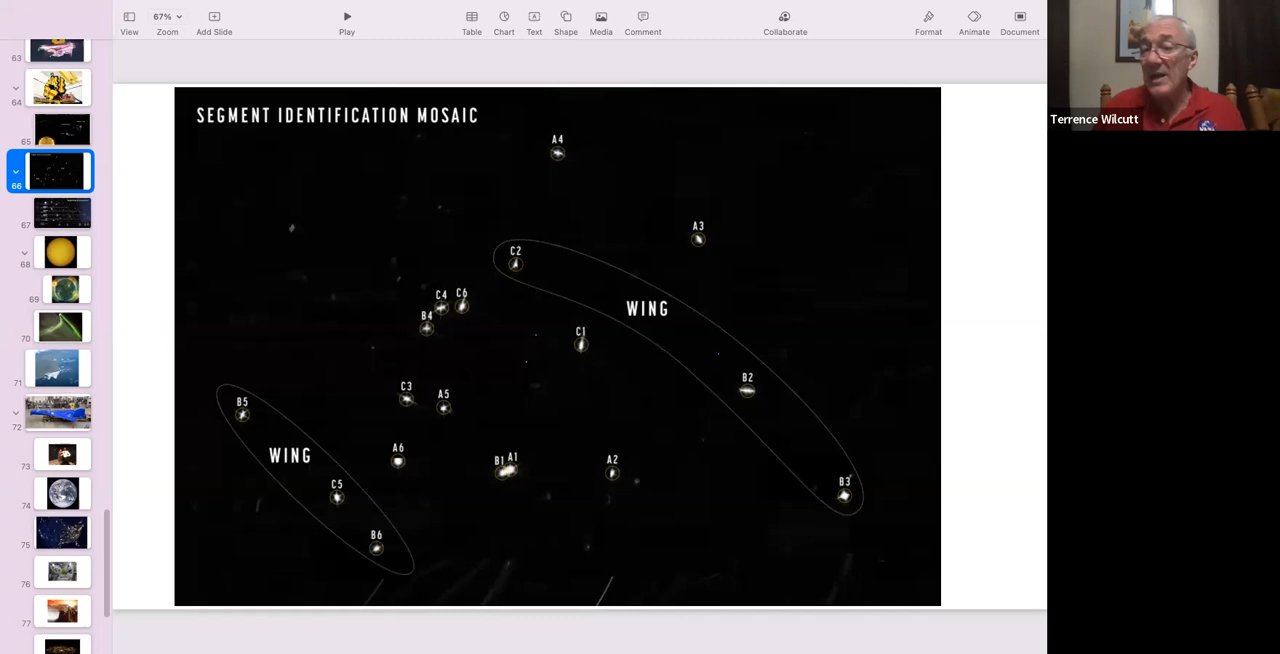 67%
View
Zoom
Add Slide
Play
Table
Chart
Text
Shape
Media
Comment
Collaborate
Format
Animate
Document
63
64
65
66
67
68
69
70
71
72
73
74
75
76
77
SEGMENT IDENTIFICATION MOSAIC
A4
A3
C2
C4 C6
WING
B4
C1
B2
C3
A5
B5
A6
WING
B1 A1
A2
C5
B3
B6
Terrence Wilcutt